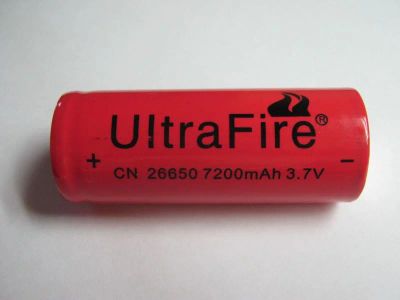 UltraFire®
+ −
CN 26650 7200mAh 3.7V